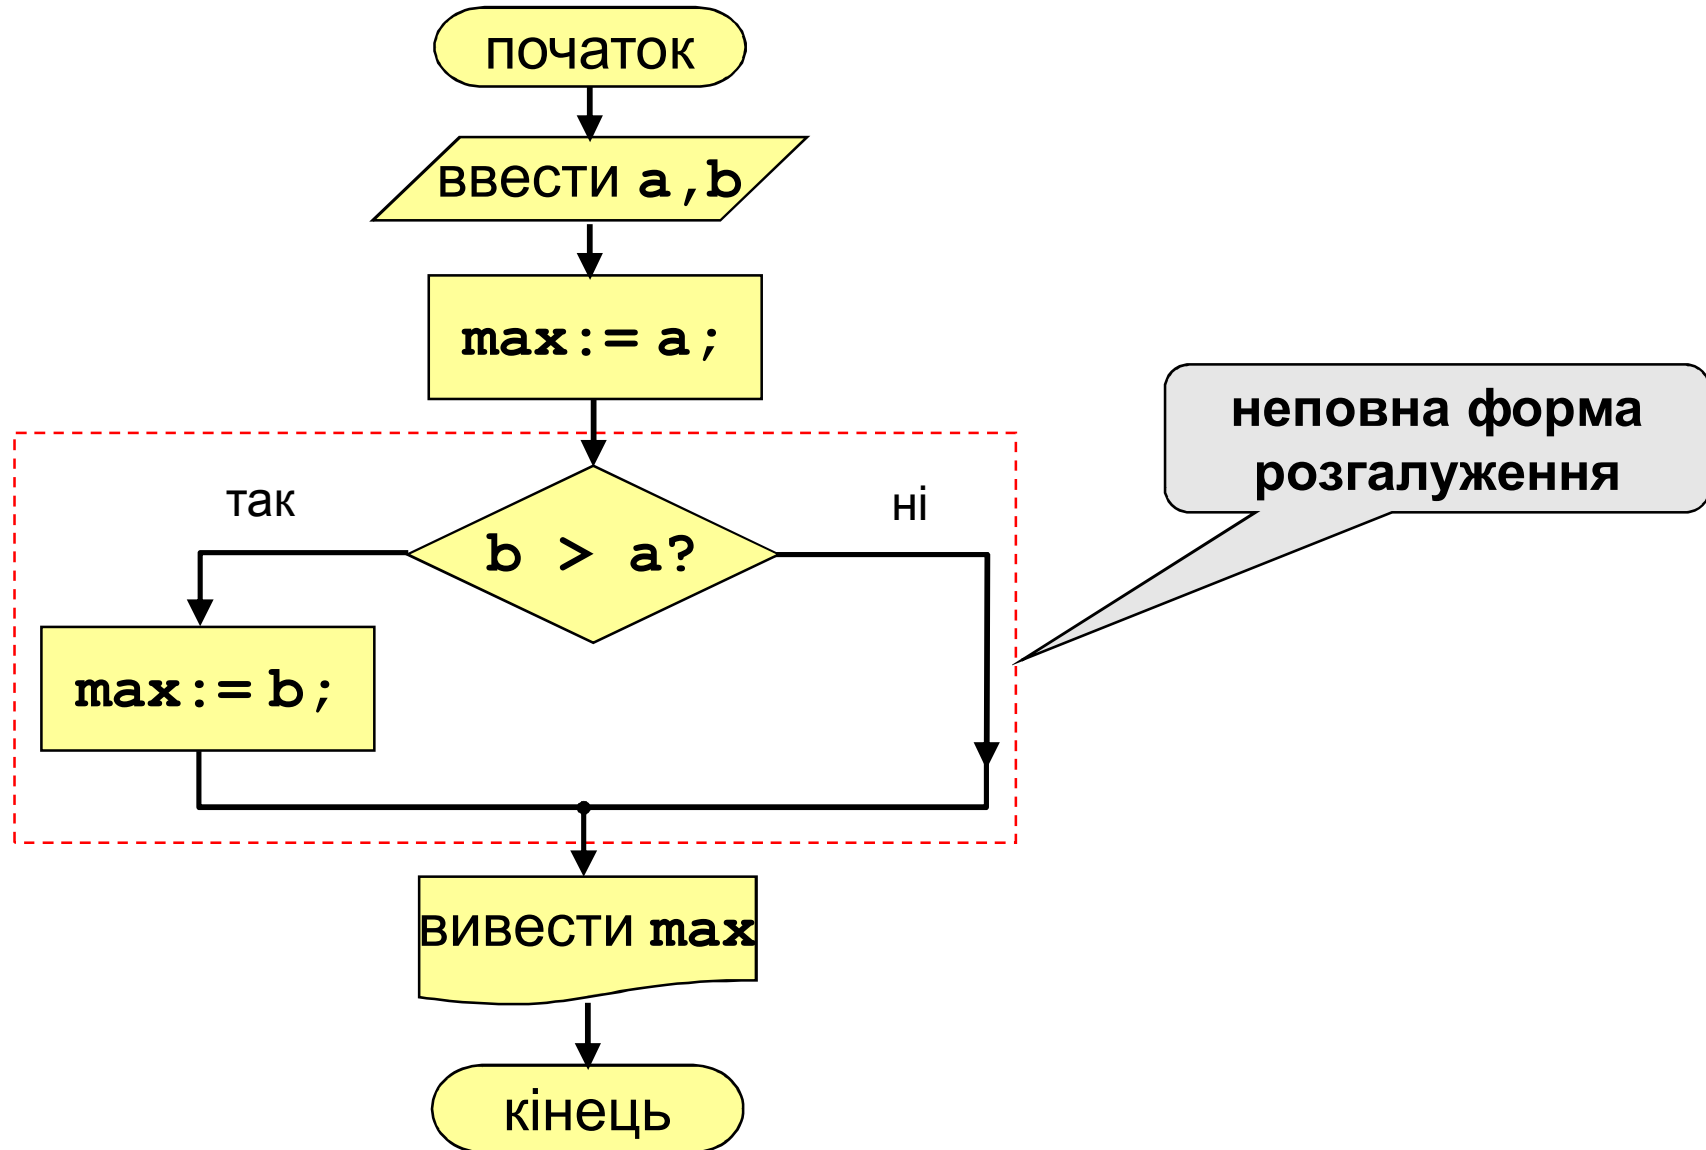 початок
ввести a,b
max:= a;
неповна форма
розгалуження
так
ні
b > a?
max:= b;
вивести max
кінець